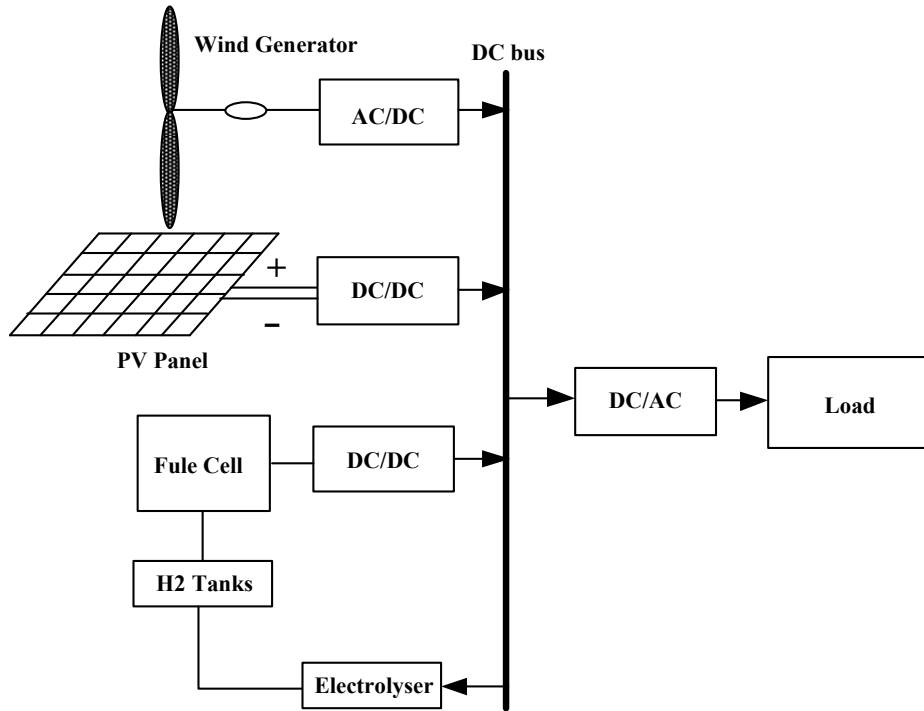 Wind Generator
DC bus
AC/DC
+
DC/DC
-
PV Panel
DC/AC
Load
Fule Cell
DC/DC
H2 Tanks
Electrolyser